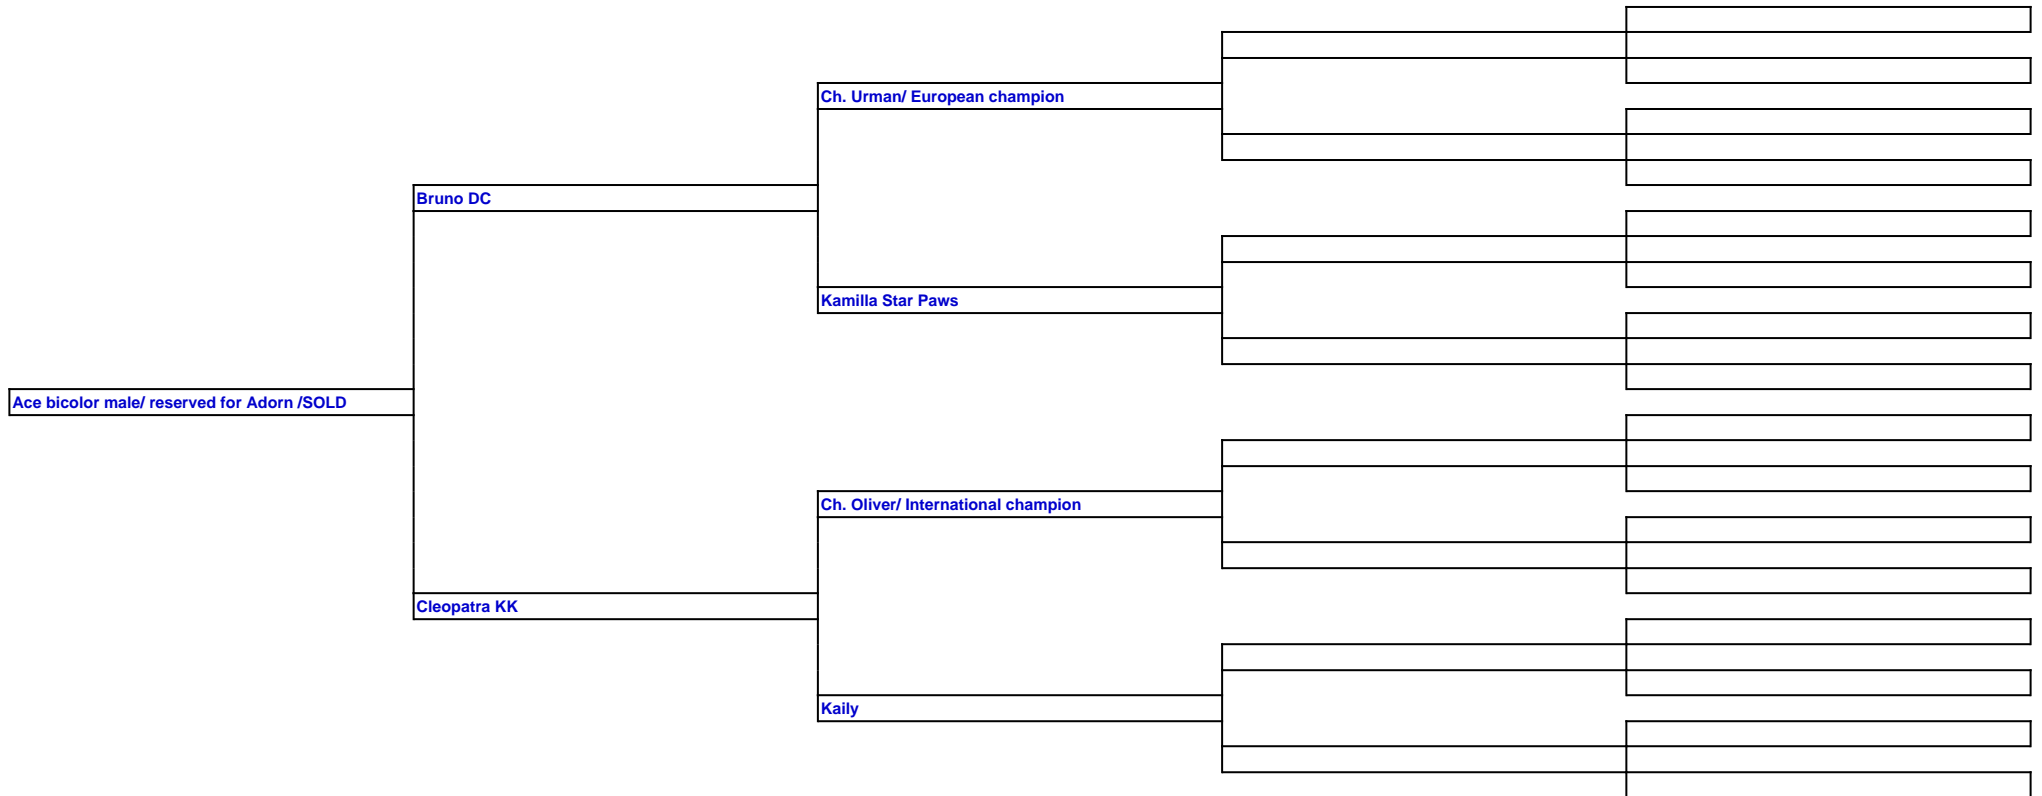 Ch. Urman/ European champion
Bruno DC
Kamilla Star Paws
Ace bicolor male/ reserved for Adorn /SOLD
Ch. Oliver/ International champion
Cleopatra KK
Kaily